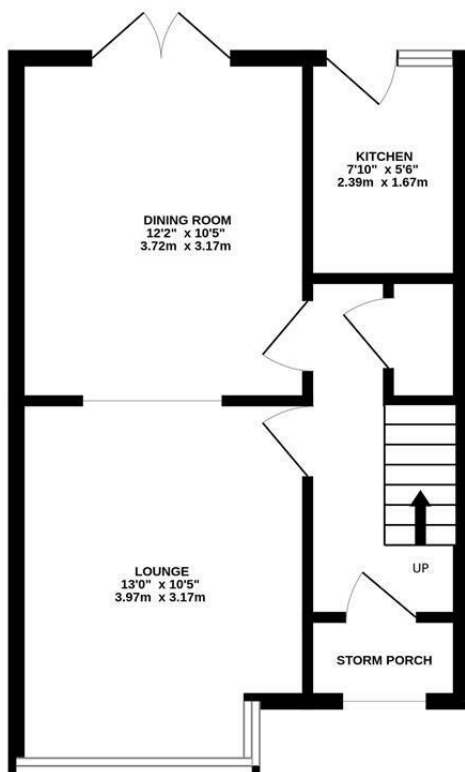 KITCHEN
7'10" x 5'6"
2.39m x 1.67m
DINING ROOM
12'2" x 10'5"
3.72m x 3.17m
LOUNGE
13'0" x 10'5"
3.97m x 3.17m
UP
STORM PORCH